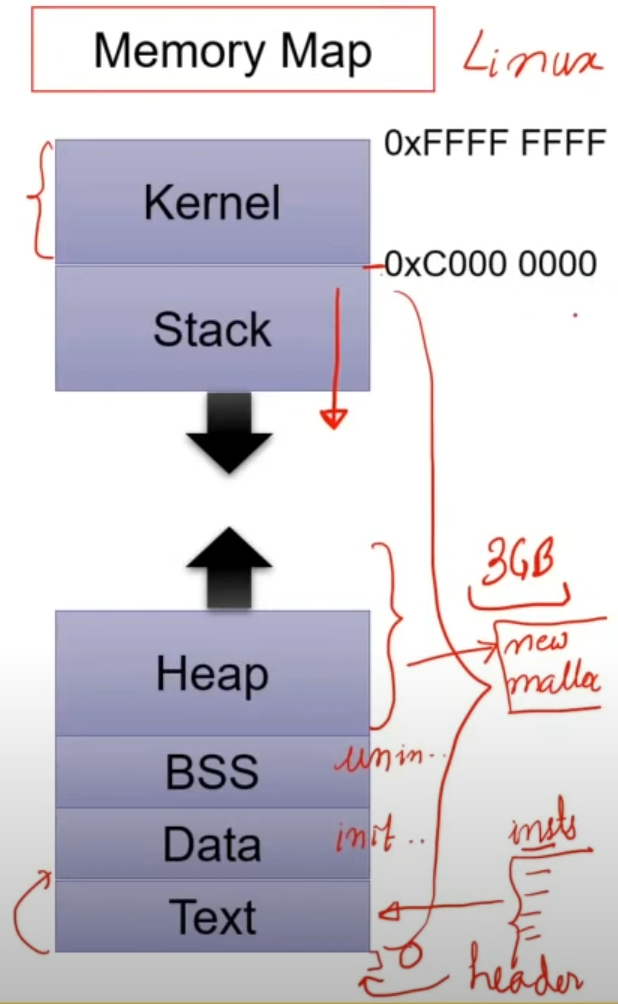 Memory Map
Linux
0xFFFF FFFF
Kernel
0xC000 0000
Stack
3GB
new
Heap
malloc
unin..
BSS
init..
Data
insts
Text
header